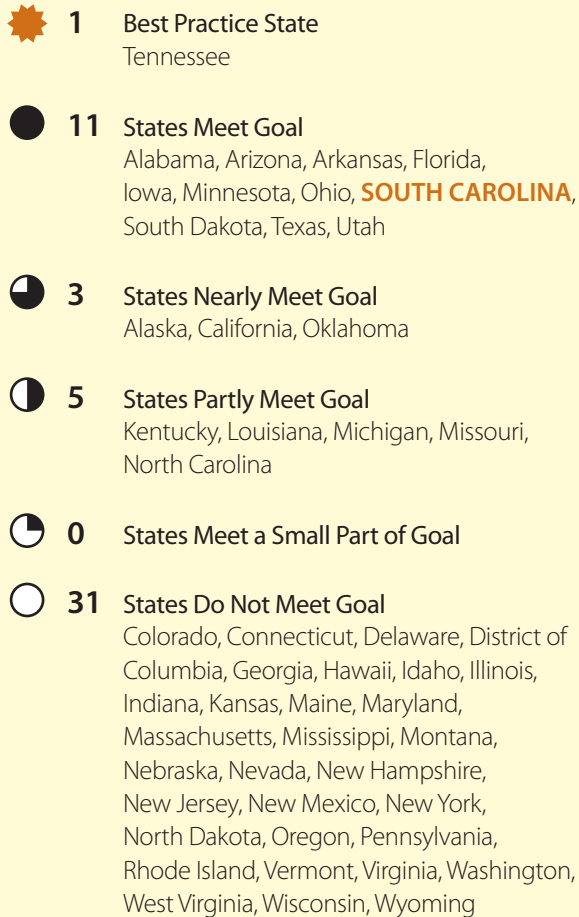 1 Best Practice State
Tennessee
11 States Meet Goal
Alabama, Arizona, Arkansas, Florida,
Iowa, Minnesota, Ohio, SOUTH CAROLINA,
South Dakota, Texas, Utah
3 States Nearly Meet Goal
Alaska, California, Oklahoma
5 States Partly Meet Goal
Kentucky, Louisiana, Michigan, Missouri,
North Carolina
0 States Meet a Small Part of Goal
31 States Do Not Meet Goal
Colorado, Connecticut, Delaware, District of
Columbia, Georgia, Hawaii, Idaho, Illinois,
Indiana, Kansas, Maine, Maryland,
Massachusetts, Mississippi, Montana,
Nebraska, Nevada, New Hampshire,
New Jersey, New Mexico, New York,
North Dakota, Oregon, Pennsylvania,
Rhode Island, Vermont, Virginia, Washington,
West Virginia, Wisconsin, Wyoming